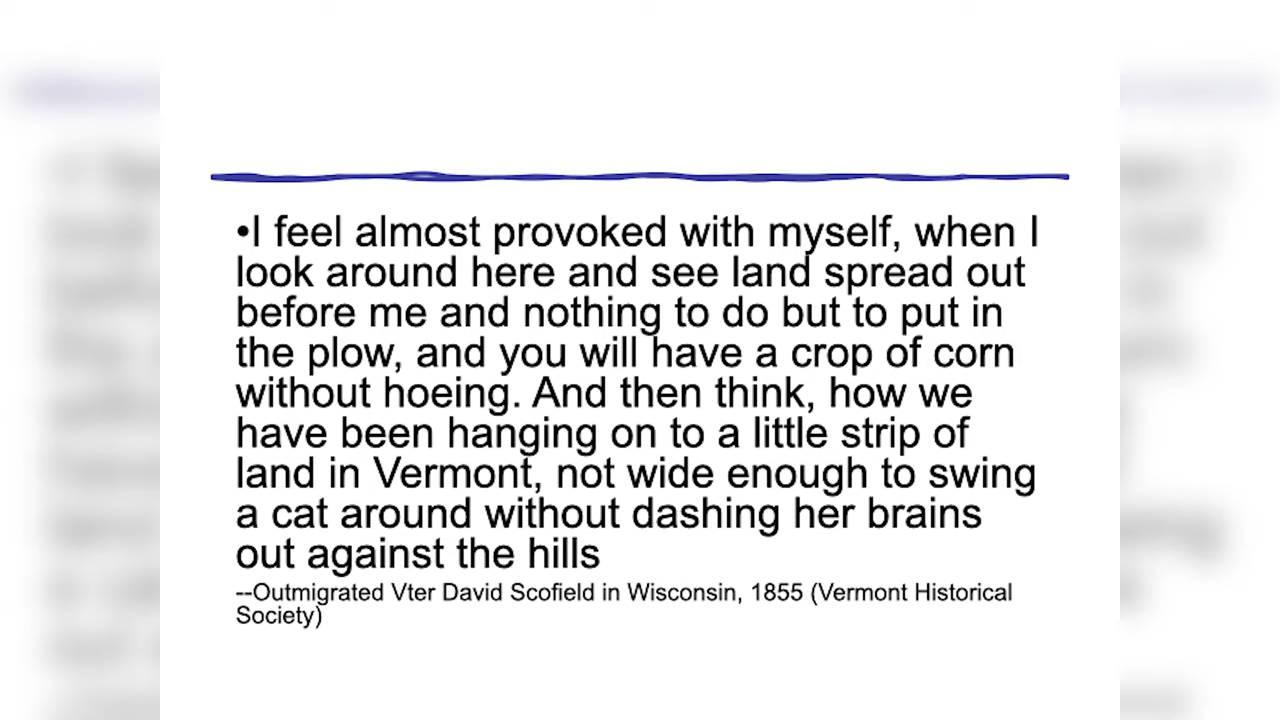 •I feel almost provoked with myself, when I
look around here and see land spread out
before me and nothing to do but to put in
the plow, and you will have a crop of corn
without hoeing. And then think, how we
have been hanging on to a little strip of
land in Vermont, not wide enough to swing
a cat around without dashing her brains
out against the hills
--Outmigrated Vter David Scofield in Wisconsin, 1855 (Vermont Historical
Society)